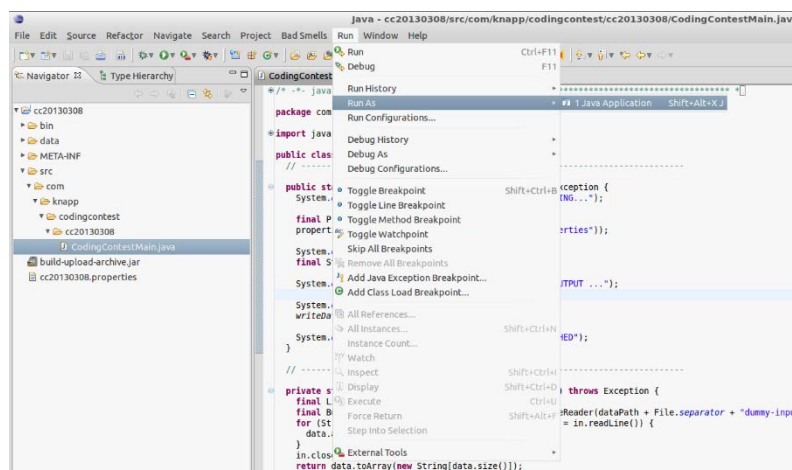 Java - cc20130308/src/com/knapp/codingcontest/cc20130308/CodingContestMain.jav
File Edit Source Refactor Navigate Search Project Bad Smells Run Window Help
Navigator Type Hierarchy
CodingContest
cc20130308
bin
data
META-INF
src
com
knapp
codingcontest
cc20130308
CodingContestMain.java
build-upload-archive.jar
cc20130308.properties
Run Ctrl+F11
Debug F11
Run History
Run As
1 Java Application Shift+Alt+X J
Run Configurations...
Debug History
Debug As
Debug Configurations...
Toggle Breakpoint Shift+Ctrl+B
Toggle Line Breakpoint
Toggle Method Breakpoint
Toggle Watchpoint
Skip All Breakpoints
Remove All Breakpoints
Add Java Exception Breakpoint...
Add Class Load Breakpoint...
All References...
All Instances... Shift+Ctrl+N
Instance Count...
Watch
Inspect Shift+Ctrl+I
Display Shift+Ctrl+D
Execute Ctrl+U
Force Return Shift+Alt+F
Step Into Selection
External Tools
/* -*- java
package com
import java
public clas
// -----
public st xception {
System. ING...");
final P
propert erties"));
System.
final S
System. UTPUT ...");
System.
writeDa
System. HED");
}
// -----
private s ) throws Exception {
final L
final B eReader(dataPath + File.separator + "dummy-inpu
for (St = in.readLine()) {
data.a
}
in.clos
return data.toArray(new String[data.size()]);